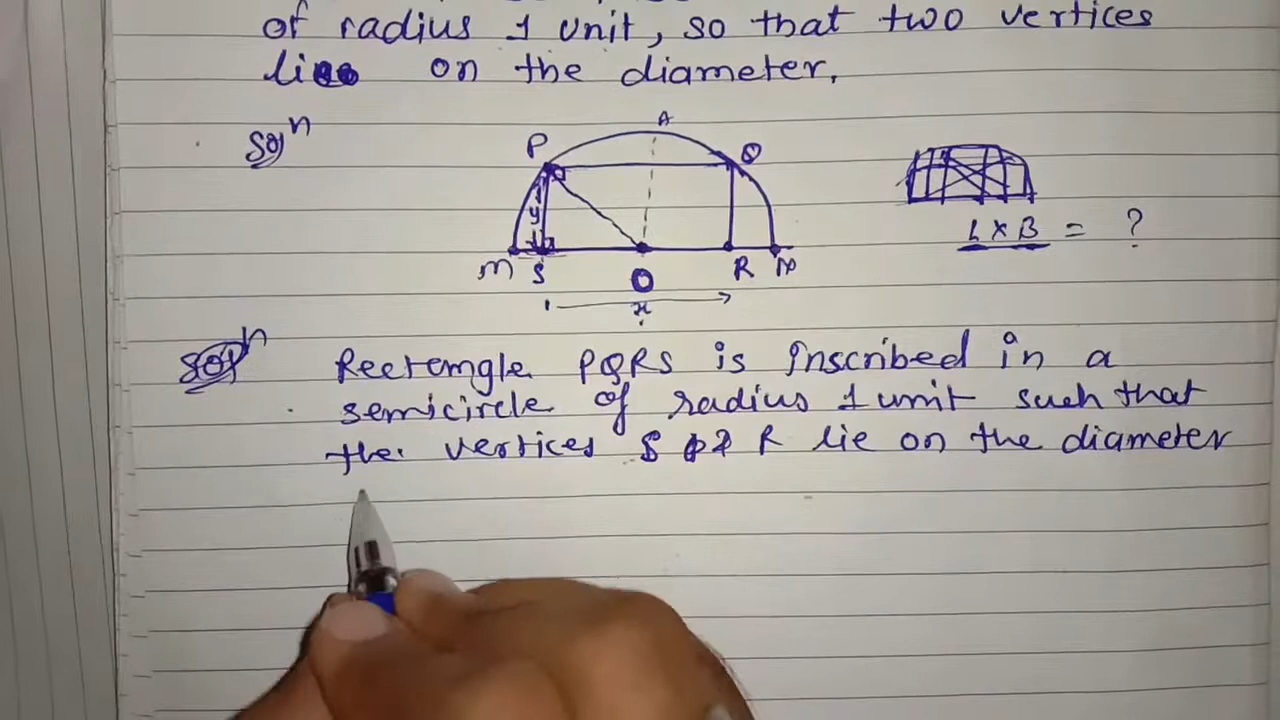 of radius 1 unit, so that two vertices
lie on the diameter.
Solⁿ
A
P Q
y
L × B = ?
M S O R N
x
Solⁿ Rectangle PQRS is inscribed in a
semicircle of radius 1 unit such that
the vertices S & R lie on the diameter